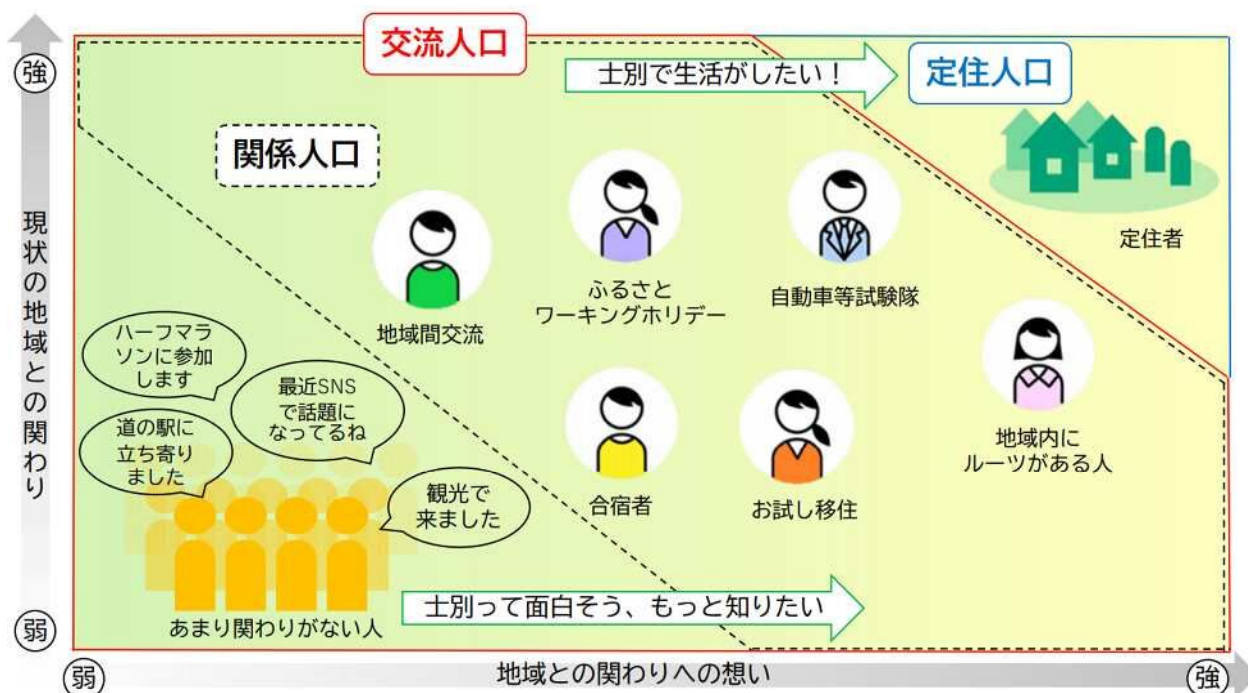 交流人口
士別で生活がしたい！
定住人口
強
関係人口
定住者
現状の地域との関わり
地域間交流
ふるさと
ワーキングホリデー
自動車等試験隊
ハーフマラ
ソンに参加
します
最近SNS
で話題に
なってるね
道の駅に
立ち寄り
ました
観光で
来ました
合宿者
お試し移住
地域内に
ルーツがある人
士別って面白そう、もっと知りたい
あまり関わりがない人
弱
弱
地域との関わりへの想い
強